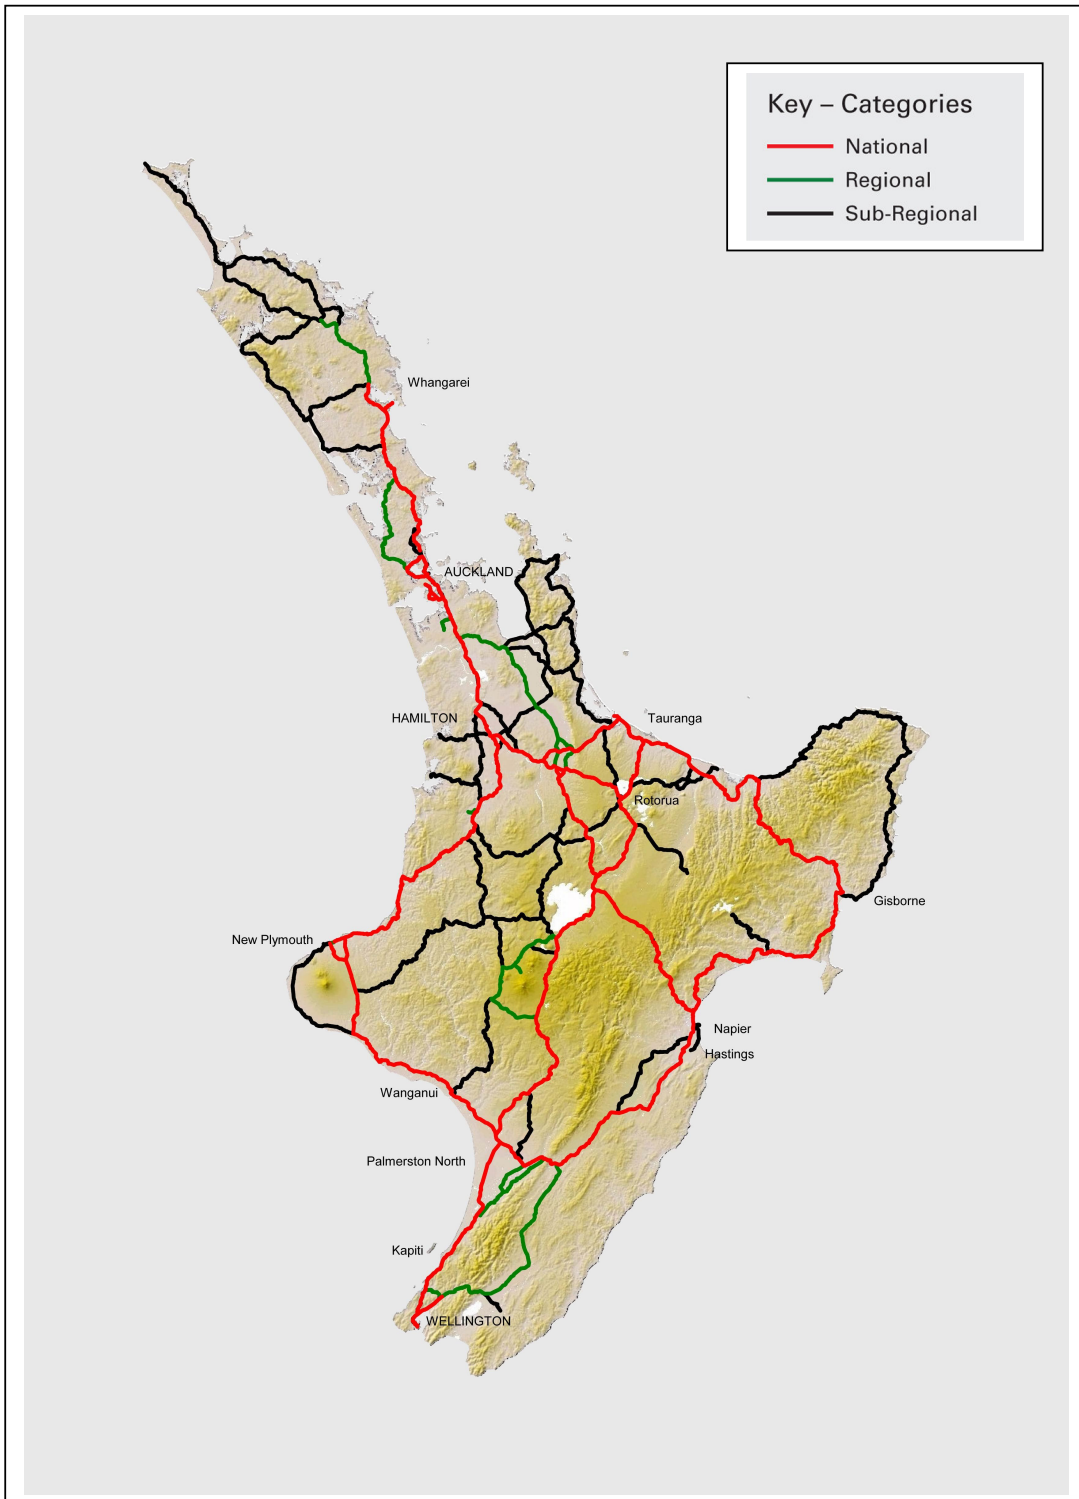 Key – Categories
National
Regional
Sub-Regional
Whangarei
AUCKLAND
HAMILTON
Tauranga
Rotorua
Gisborne
New Plymouth
Napier
Hastings
Wanganui
Palmerston North
Kapiti
WELLINGTON